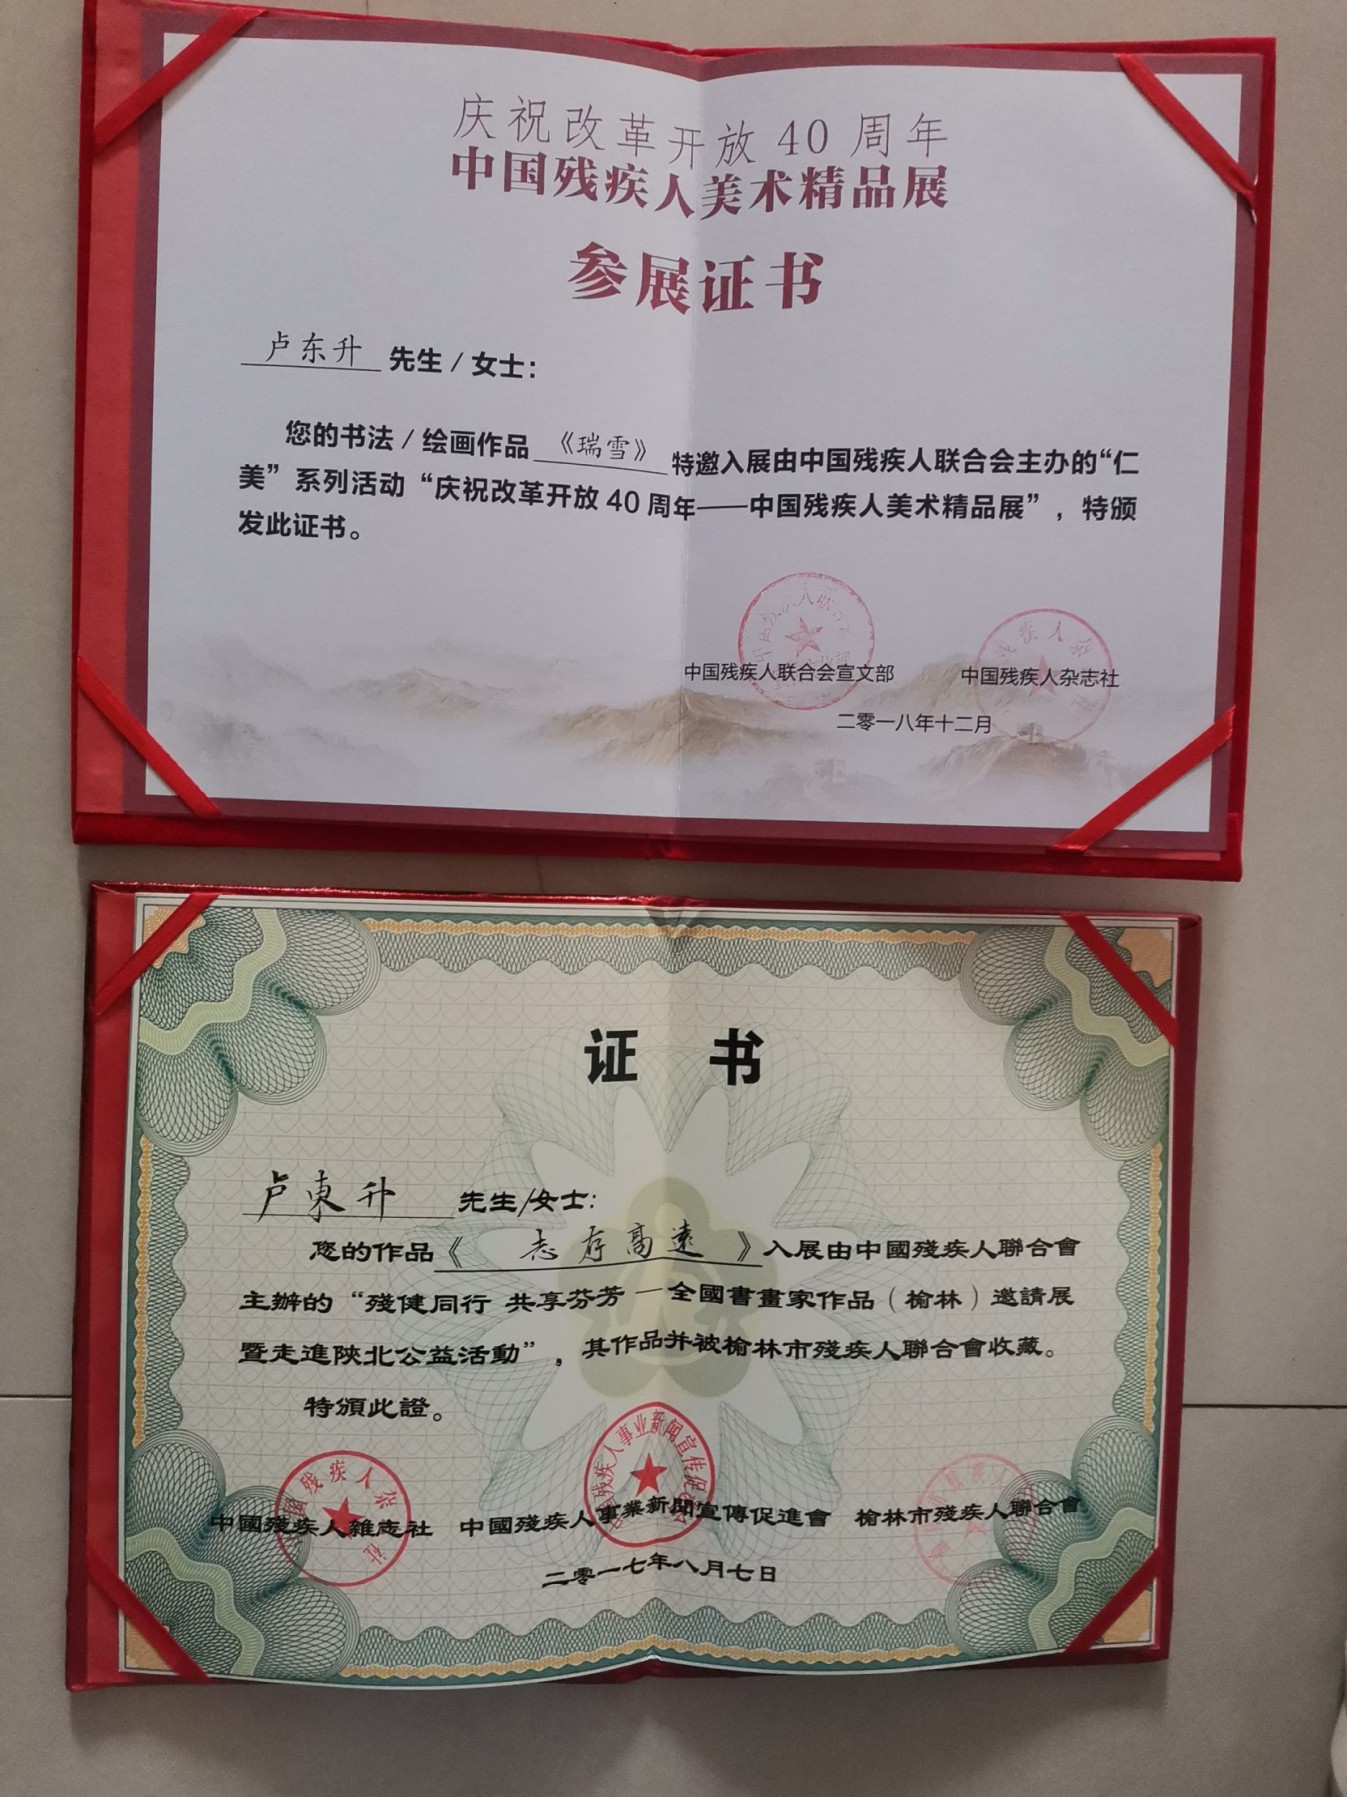 庆祝改革开放 40 周年
中国残疾人美术精品展
参展证书
卢东升 先生 / 女士：
您的书法 / 绘画作品 《瑞雪》 特邀入展由中国残疾人联合会主办的“仁
美”系列活动“庆祝改革开放 40 周年——中国残疾人美术精品展”，特颁
发此证书。
中国残疾人联合会宣文部 中国残疾人杂志社
二零一八年十二月
证 书
卢東升 先生/女士：
您的作品《 志存高遠 》入展由中國殘疾人聯合會
主辦的“殘健同行 共享芬芳—全國書畫家作品（榆林）邀請展
暨走進陝北公益活動”，其作品并被榆林市殘疾人聯合會收藏。
特頒此證。
中國殘疾人雜志社 中國殘疾人事業新聞宣傳促進會 榆林市殘疾人聯合會
二零一七年八月七日